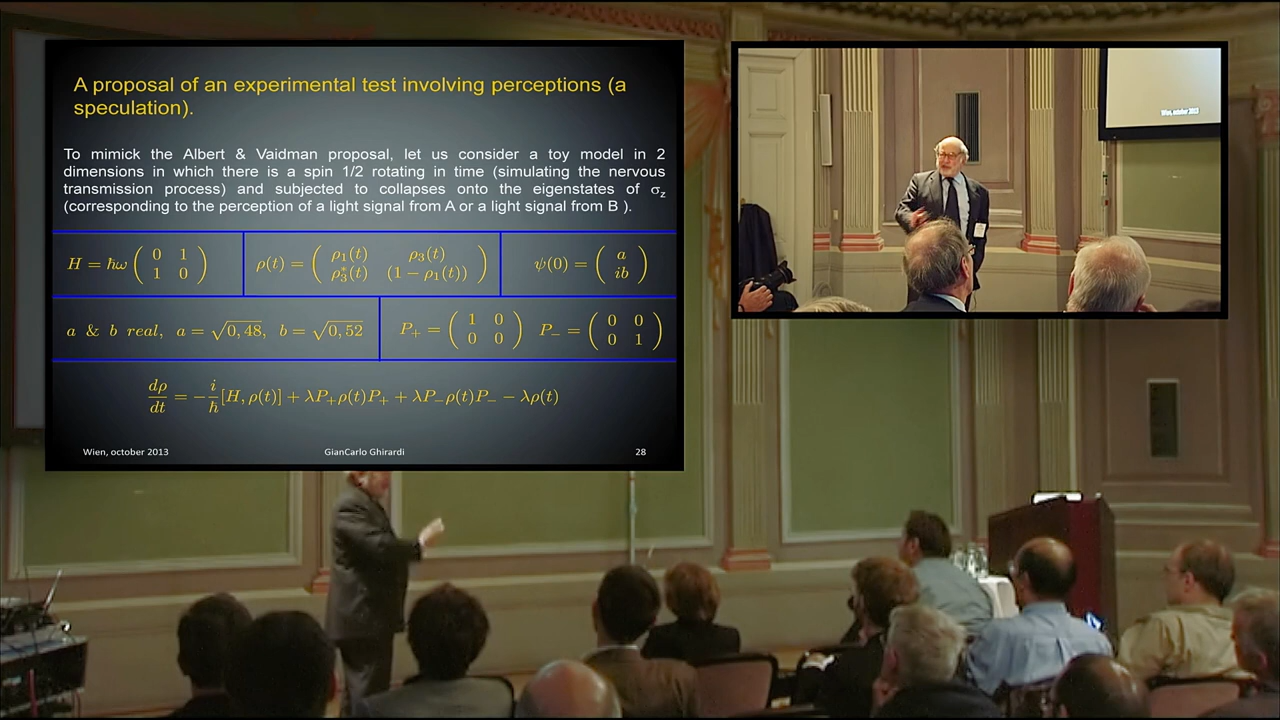 A proposal of an experimental test involving perceptions (a
speculation).
To mimick the Albert & Vaidman proposal, let us consider a toy model in 2
dimensions in which there is a spin 1/2 rotating in time (simulating the nervous
transmission process) and subjected to collapses onto the eigenstates of σ_z
(corresponding to the perception of a light signal from A or a light signal from B ).
H = ħω ( 0 1 ; 1 0 )
ρ(t) = ( ρ₁(t) ρ₃(t) ; ρ₃*(t) (1 − ρ₁(t)) )
ψ(0) = ( a ; ib )
a & b real, a = √0,48, b = √0,52
P₊ = ( 1 0 ; 0 0 ) P₋ = ( 0 0 ; 0 1 )
dρ/dt = −i/ħ [H, ρ(t)] + λP₊ρ(t)P₊ + λP₋ρ(t)P₋ − λρ(t)
Wien, october 2013 GianCarlo Ghirardi 28
Wien, october 2013